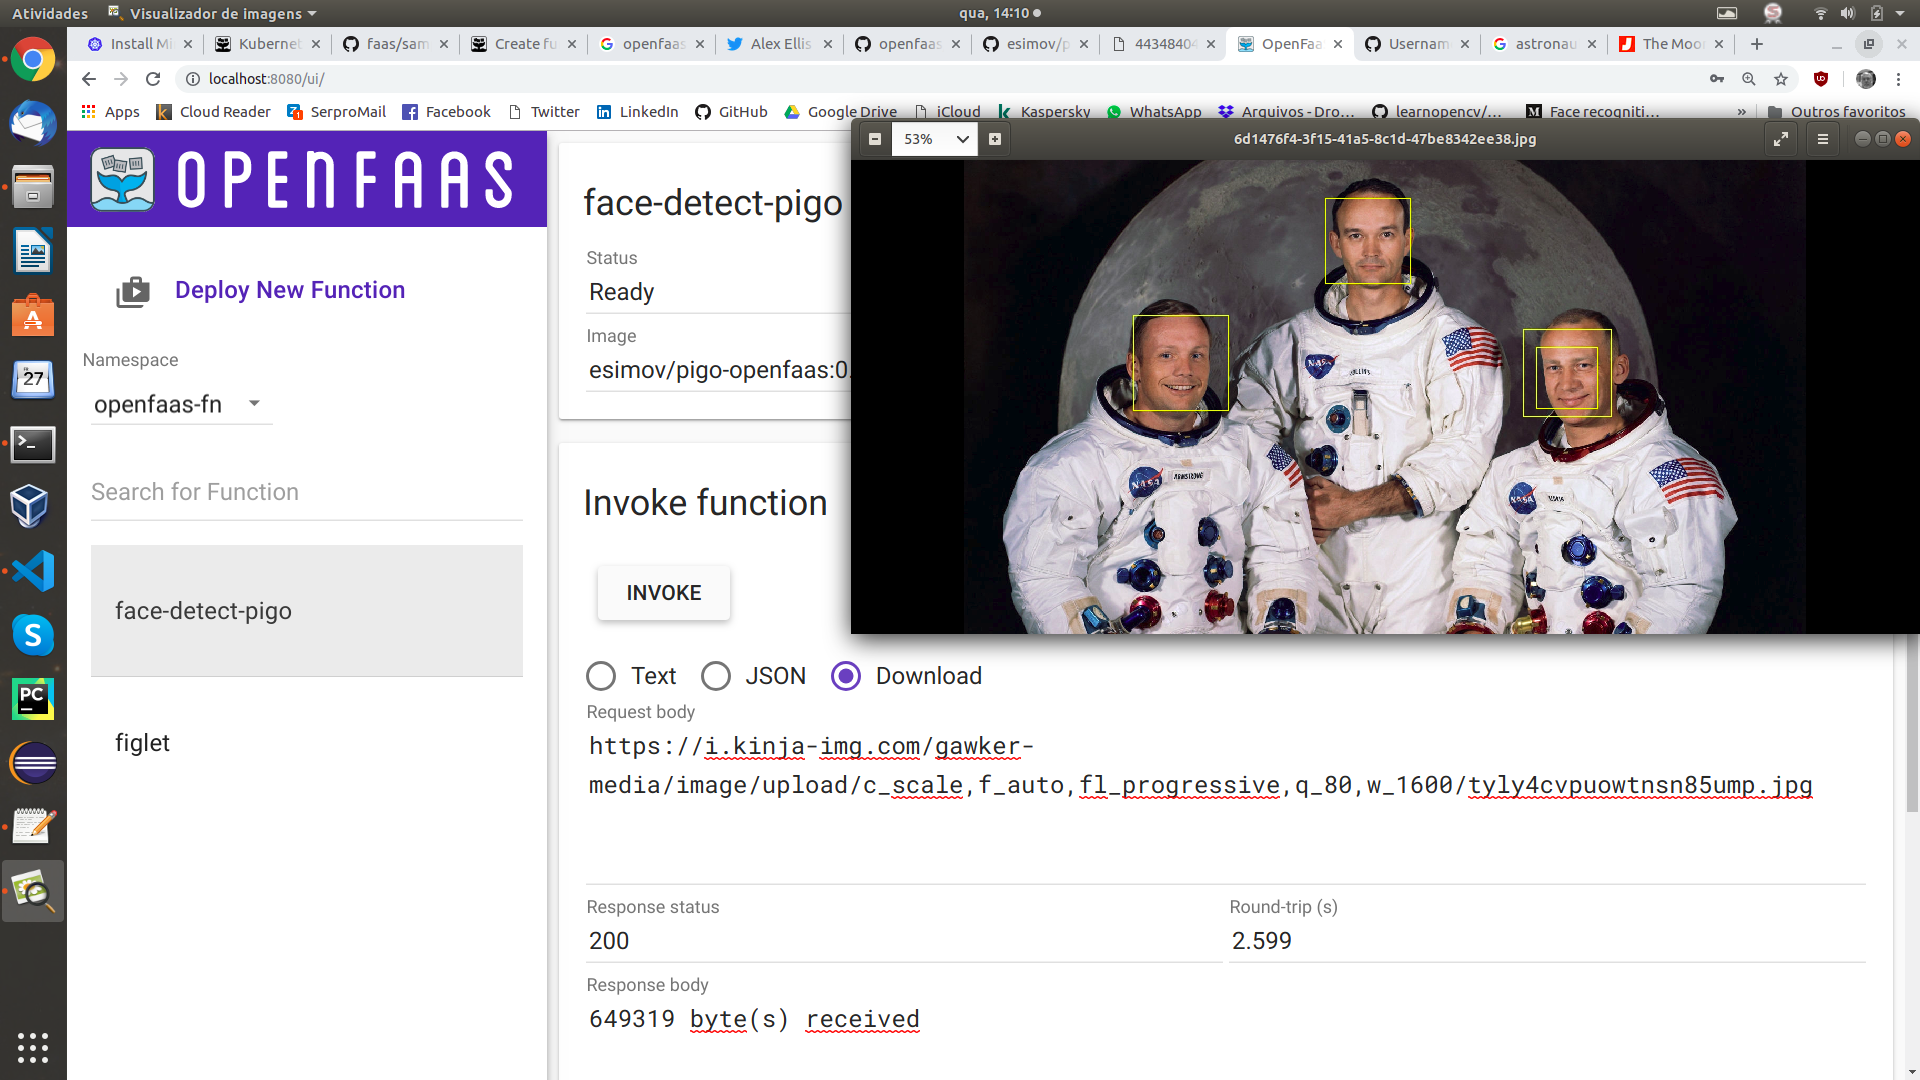 Atividades
Visualizador de imagens
qua, 14:10
Install Mi
Kubernet
faas/sam
Create fu
openfaas
Alex Ellis
openfaas
esimov/p
44348404
OpenFaa
Usernam
astronau
The Moon
localhost:8080/ui/
Apps
Cloud Reader
SerproMail
Facebook
Twitter
LinkedIn
GitHub
Google Drive
iCloud
Kaspersky
WhatsApp
Arquivos - Dro...
learnopency/...
Face recogniti...
»
Outros favoritos
OPENFAAS
Deploy New Function
Namespace
openfaas-fn
Search for Function
face-detect-pigo
figlet
face-detect-pigo
Status
Ready
Image
esimov/pigo-openfaas:0.
53%
6d1476f4-3f15-41a5-8c1d-47be8342ee38.jpg
NASA
COLLINS
NASA
ARMSTRONG
NASA
Invoke function
INVOKE
Text
JSON
Download
Request body
https://i.kinja-img.com/gawker-
media/image/upload/c_scale,f_auto,fl_progressive,q_80,w_1600/tyly4cvpuowtnsn85ump.jpg
Response status
200
Round-trip (s)
2.599
Response body
649319 byte(s) received
27
PC